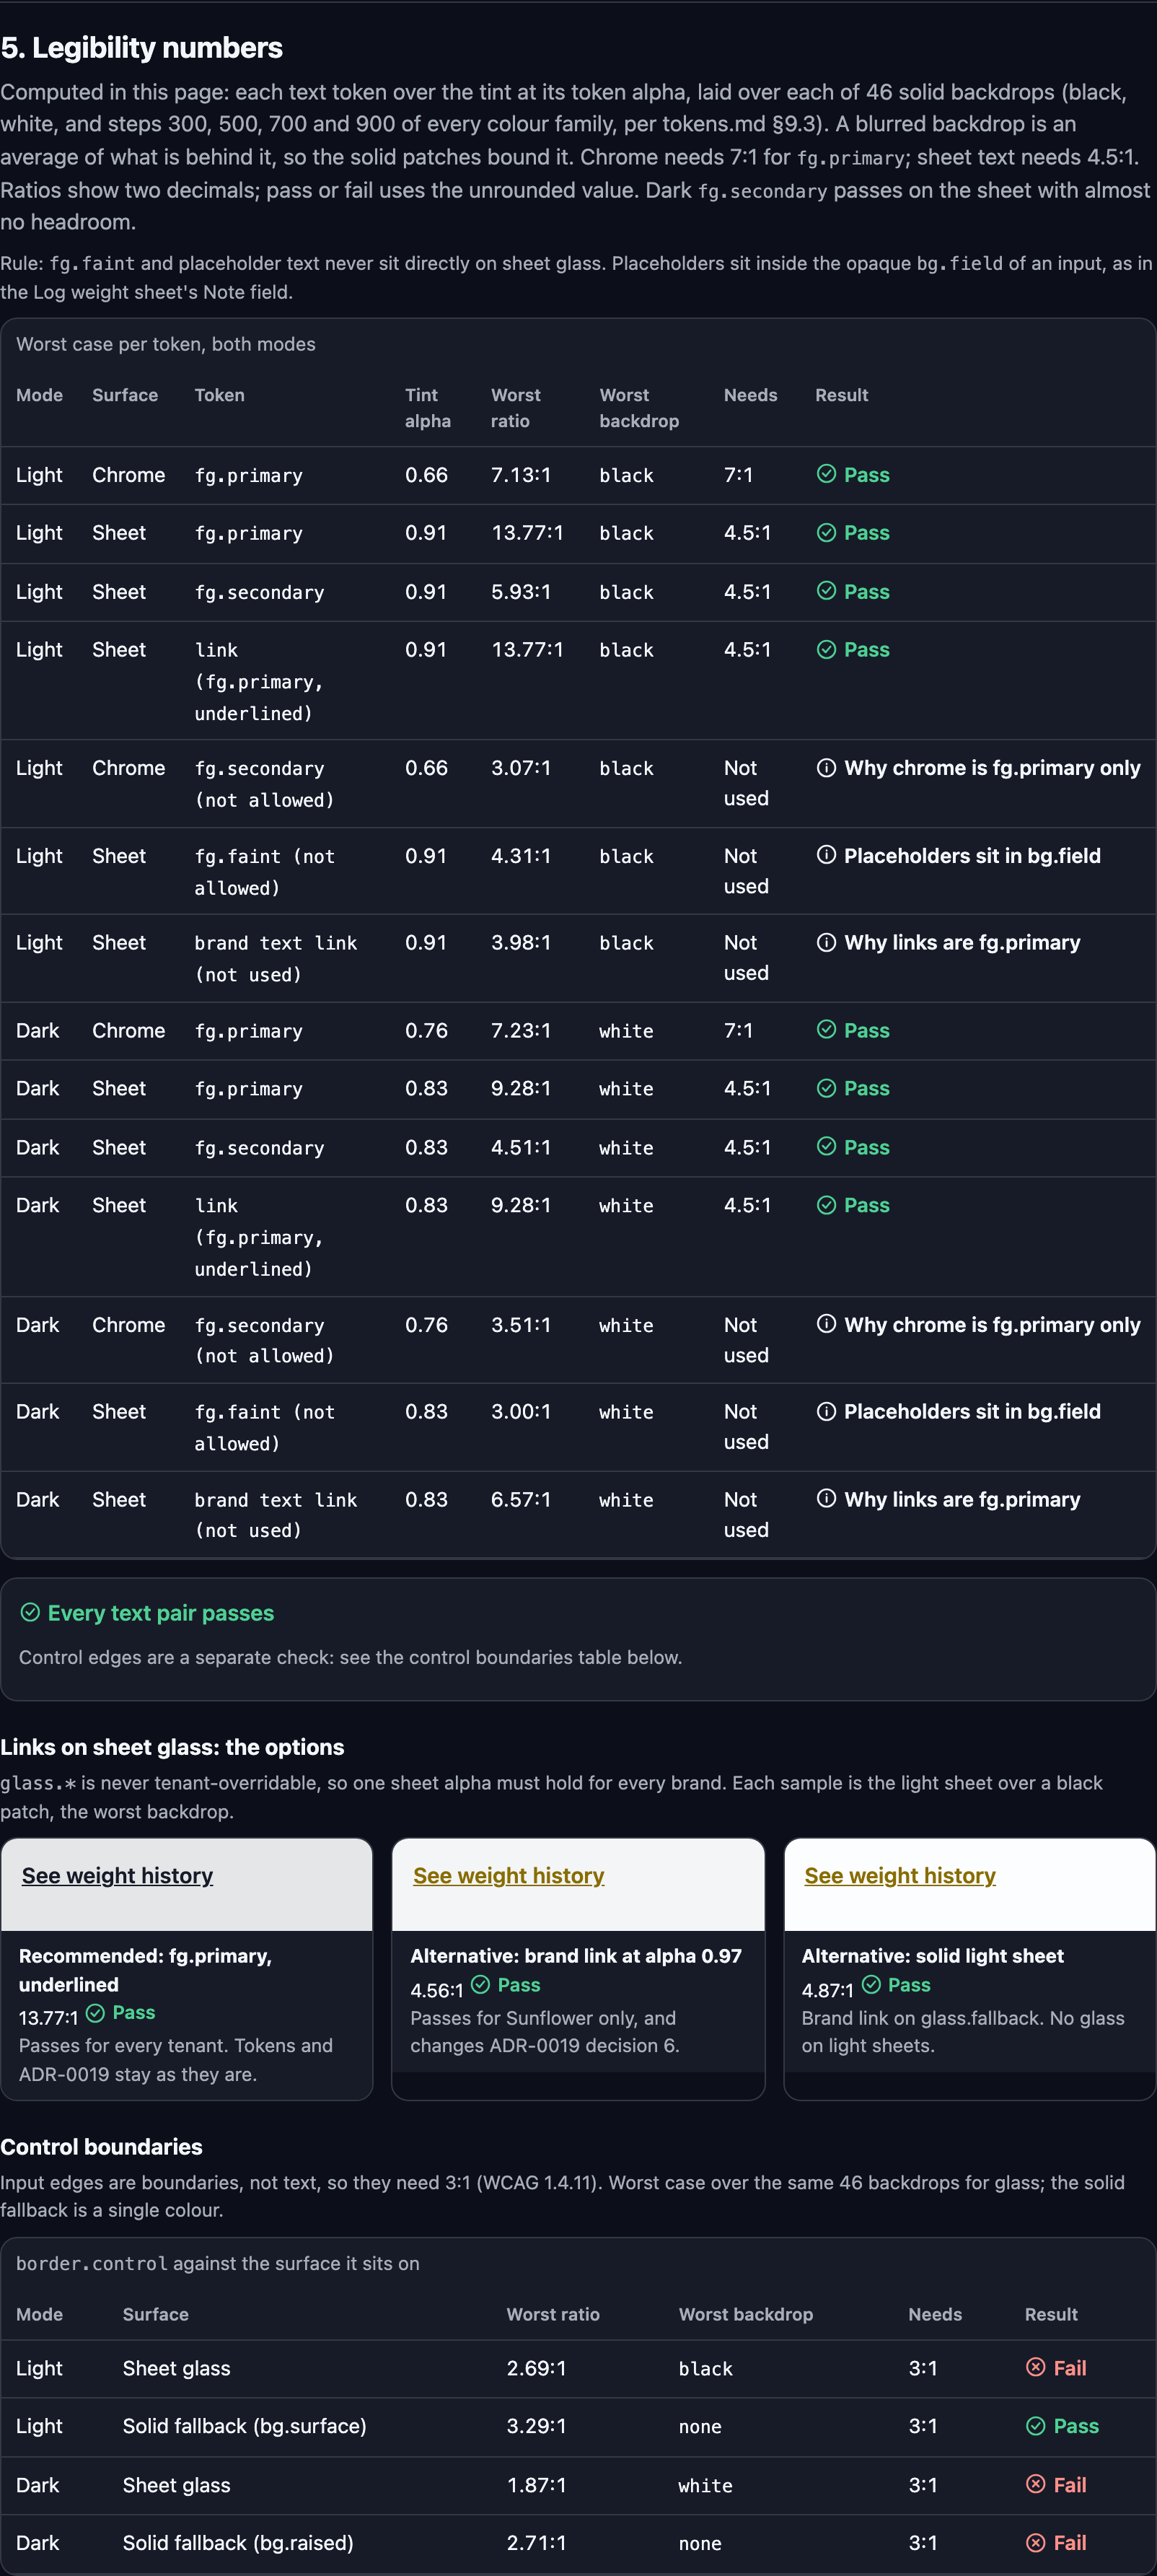 5. Legibility numbers
Computed in this page: each text token over the tint at its token alpha, laid over each of 46 solid backdrops (black,
white, and steps 300, 500, 700 and 900 of every colour family, per tokens.md §9.3). A blurred backdrop is an
average of what is behind it, so the solid patches bound it. Chrome needs 7:1 for fg.primary; sheet text needs 4.5:1.
Ratios show two decimals; pass or fail uses the unrounded value. Dark fg.secondary passes on the sheet with almost
no headroom.
Rule: fg.faint and placeholder text never sit directly on sheet glass. Placeholders sit inside the opaque bg.field of an input, as in
the Log weight sheet's Note field.
Worst case per token, both modes
Mode Surface Token Tint alpha Worst ratio Worst backdrop Needs Result
Light Chrome fg.primary 0.66 7.13:1 black 7:1 Pass
Light Sheet fg.primary 0.91 13.77:1 black 4.5:1 Pass
Light Sheet fg.secondary 0.91 5.93:1 black 4.5:1 Pass
Light Sheet link (fg.primary, underlined) 0.91 13.77:1 black 4.5:1 Pass
Light Chrome fg.secondary (not allowed) 0.66 3.07:1 black Not used Why chrome is fg.primary only
Light Sheet fg.faint (not allowed) 0.91 4.31:1 black Not used Placeholders sit in bg.field
Light Sheet brand text link (not used) 0.91 3.98:1 black Not used Why links are fg.primary
Dark Chrome fg.primary 0.76 7.23:1 white 7:1 Pass
Dark Sheet fg.primary 0.83 9.28:1 white 4.5:1 Pass
Dark Sheet fg.secondary 0.83 4.51:1 white 4.5:1 Pass
Dark Sheet link (fg.primary, underlined) 0.83 9.28:1 white 4.5:1 Pass
Dark Chrome fg.secondary (not allowed) 0.76 3.51:1 white Not used Why chrome is fg.primary only
Dark Sheet fg.faint (not allowed) 0.83 3.00:1 white Not used Placeholders sit in bg.field
Dark Sheet brand text link (not used) 0.83 6.57:1 white Not used Why links are fg.primary
Every text pair passes
Control edges are a separate check: see the control boundaries table below.
Links on sheet glass: the options
glass.* is never tenant-overridable, so one sheet alpha must hold for every brand. Each sample is the light sheet over a black
patch, the worst backdrop.
See weight history
Recommended: fg.primary,
underlined
13.77:1 Pass
Passes for every tenant. Tokens and
ADR-0019 stay as they are.
See weight history
Alternative: brand link at alpha 0.97
4.56:1 Pass
Passes for Sunflower only, and
changes ADR-0019 decision 6.
See weight history
Alternative: solid light sheet
4.87:1 Pass
Brand link on glass.fallback. No glass
on light sheets.
Control boundaries
Input edges are boundaries, not text, so they need 3:1 (WCAG 1.4.11). Worst case over the same 46 backdrops for glass; the solid
fallback is a single colour.
border.control against the surface it sits on
Mode Surface Worst ratio Worst backdrop Needs Result
Light Sheet glass 2.69:1 black 3:1 Fail
Light Solid fallback (bg.surface) 3.29:1 none 3:1 Pass
Dark Sheet glass 1.87:1 white 3:1 Fail
Dark Solid fallback (bg.raised) 2.71:1 none 3:1 Fail